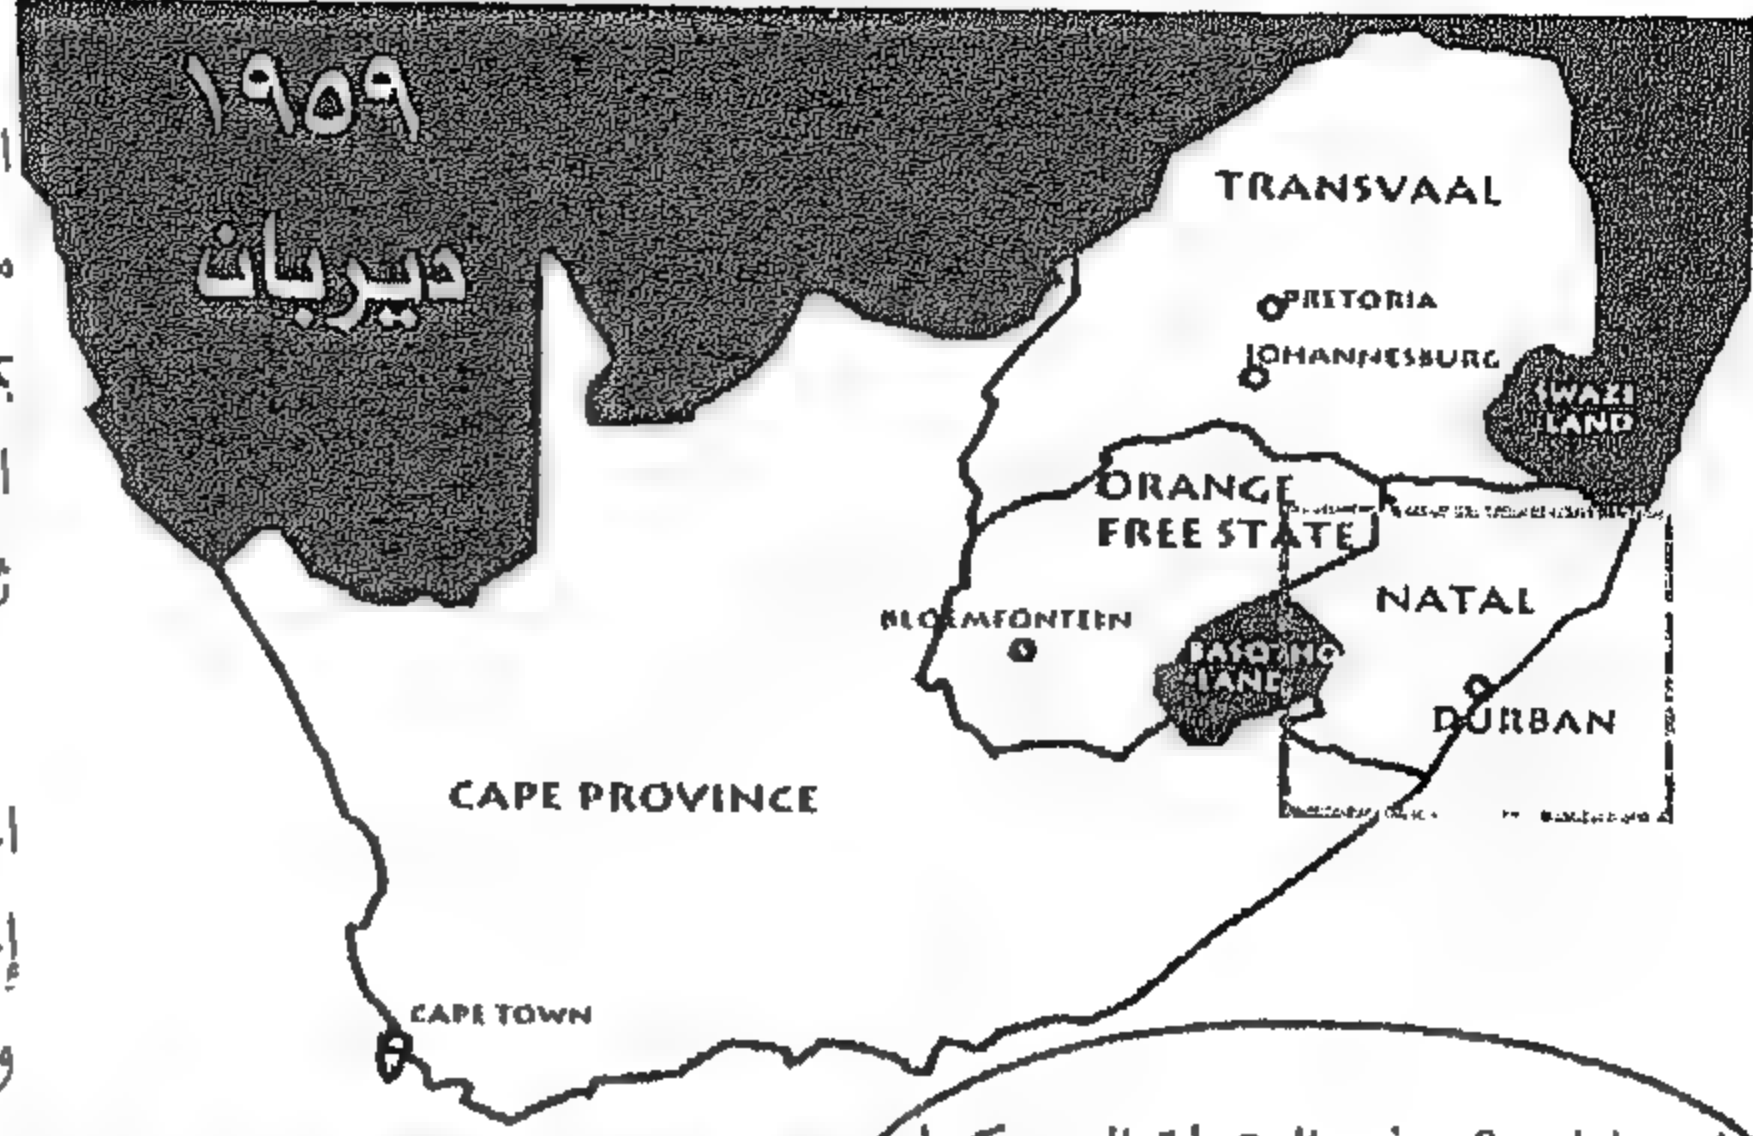 ١٩٥٩
ديربان
TRANSVAAL
PRETORIA
JOHANNESBURG
SWAZI
LAND
ORANGE
FREE STATE
NATAL
BLOEMFONTEIN
BASOTHO
LAND
DURBAN
CAPE PROVINCE
CAPE TOWN